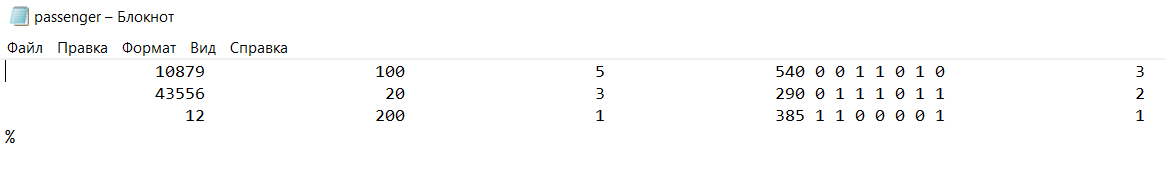 passenger – Блокнот
Файл Правка Формат Вид Справка
10879 100 5 540 0 0 1 1 0 1 0 3
43556 20 3 290 0 1 1 1 0 1 1 2
12 200 1 385 1 1 0 0 0 0 1 1
%